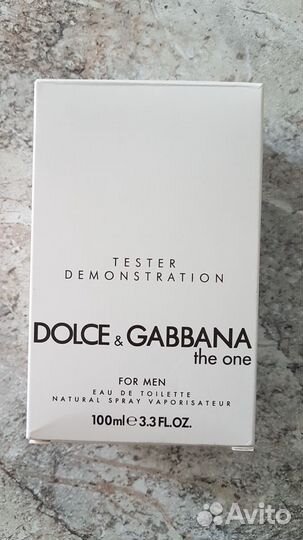 TESTER
DEMONSTRATION
DOLCE & GABBANA
the one
FOR MEN
EAU DE TOILETTE
NATURAL SPRAY VAPORISATEUR
100ml e 3.3 FL.OZ.
Avito